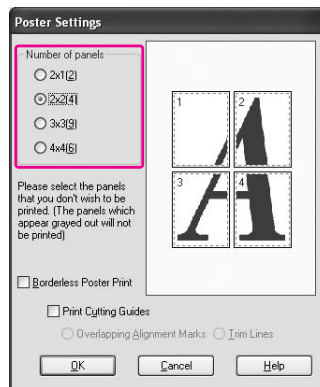 Poster Settings
Number of panels
2x1(2)
2x2(4)
3x3(9)
4x4(6)
Please select the panels
that you don't wish to be
printed. (The panels which
appear grayed out will not
be printed)
1
2
3
4
Borderless Poster Print
Print Cutting Guides
Overlapping Alignment Marks
Trim Lines
OK
Cancel
Help